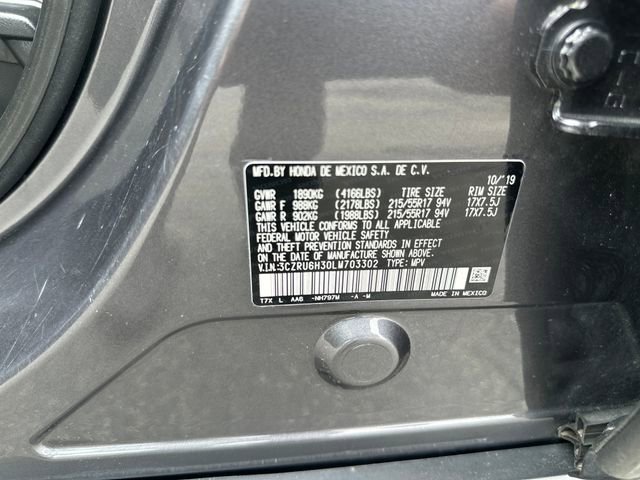 MFD.BY HONDA DE MEXICO S.A. DE C.V.
10/'19
GVWR 1890KG (4166LBS) TIRE SIZE RIM SIZE
GAWR F 988KG (2178LBS) 215/55R17 94V 17X7.5J
GAWR R 902KG (1988LBS) 215/55R17 94V 17X7.5J
THIS VEHICLE CONFORMS TO ALL APPLICABLE
FEDERAL MOTOR VEHICLE SAFETY
AND THEFT PREVENTION STANDARDS IN EFFECT
ON THE DATE OF MANUFACTURE SHOWN ABOVE.
V.I.N:3CZRU6H30LM703302 TYPE: MPV
T7X L AA6 -NH797M -A -M MADE IN MEXICO